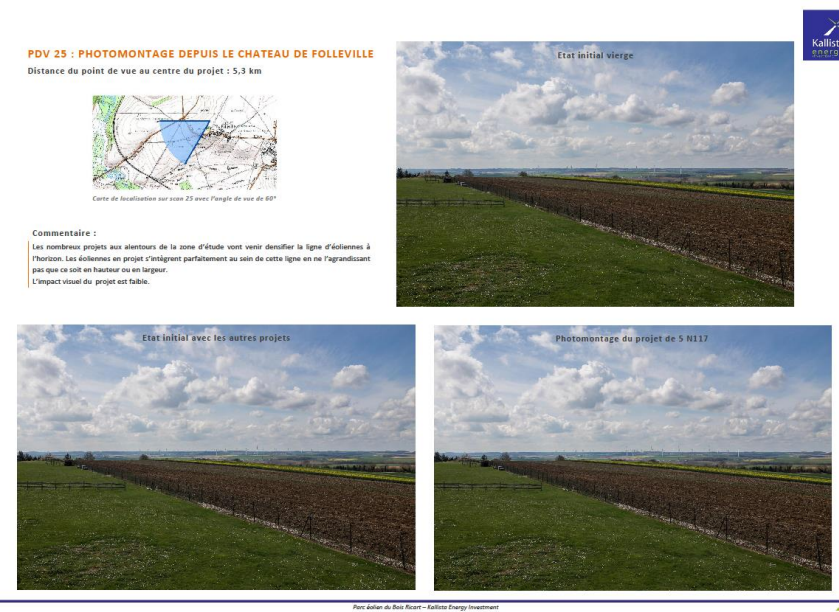 PDV 25 : PHOTOMONTAGE DEPUIS LE CHATEAU DE FOLLEVILLE
Distance du point de vue au centre du projet : 5,3 km
Carte de localisation sur scan 25 avec l'angle de vue de 60°
Commentaire :
Les nombreux projets aux alentours de la zone d'étude vont venir densifier la ligne d'éoliennes à
l'horizon. Les éoliennes en projet s'intègrent parfaitement au sein de cette ligne en ne l'agrandissant
pas que ce soit en hauteur ou en largeur.
L'impact visuel du projet est faible.
Etat initial vierge
Etat initial avec les autres projets
Photomontage du projet de 5 N117
Parc éolien du Bois Ricart – Kallista Energy Investment